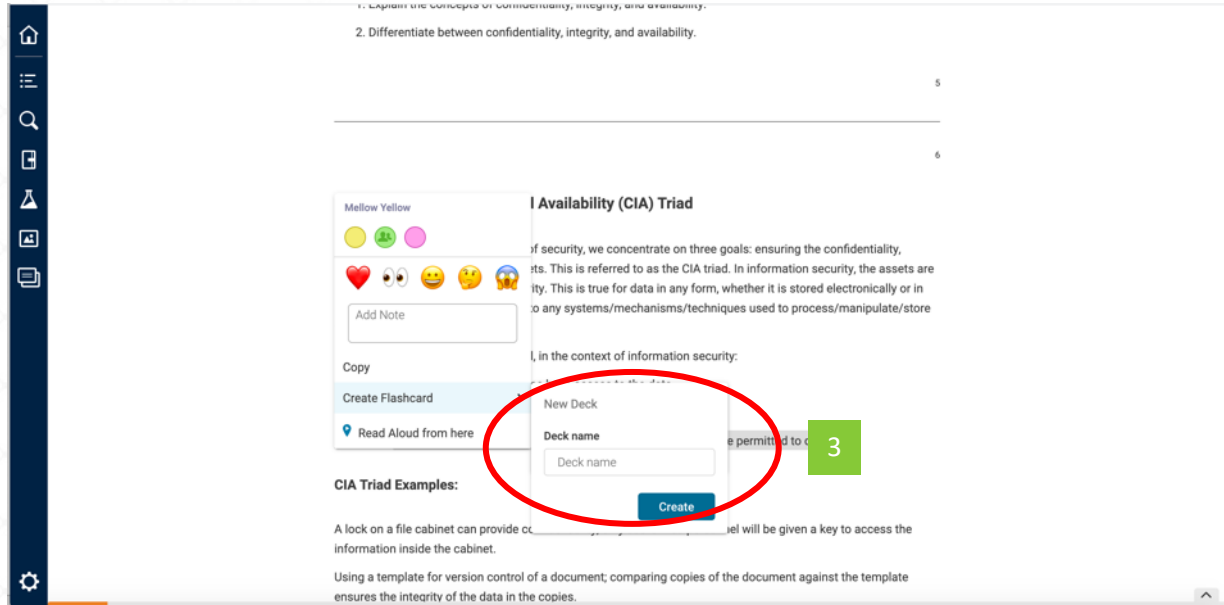 1. Explain the concepts of confidentiality, integrity, and availability.
2. Differentiate between confidentiality, integrity, and availability.
5
6
Mellow Yellow
l Availability (CIA) Triad
of security, we concentrate on three goals: ensuring the confidentiality,
ets. This is referred to as the CIA triad. In information security, the assets are
rity. This is true for data in any form, whether it is stored electronically or in
Add Note
to any systems/mechanisms/techniques used to process/manipulate/store
l, in the context of information security:
Copy
access to the data
Create Flashcard
New Deck
Read Aloud from here
Deck name
e permitted to
3
Deck name
CIA Triad Examples:
Create
A lock on a file cabinet can provide
el will be given a key to access the
information inside the cabinet.
Using a template for version control of a document; comparing copies of the document against the template
ensures the integrity of the data in the copies.